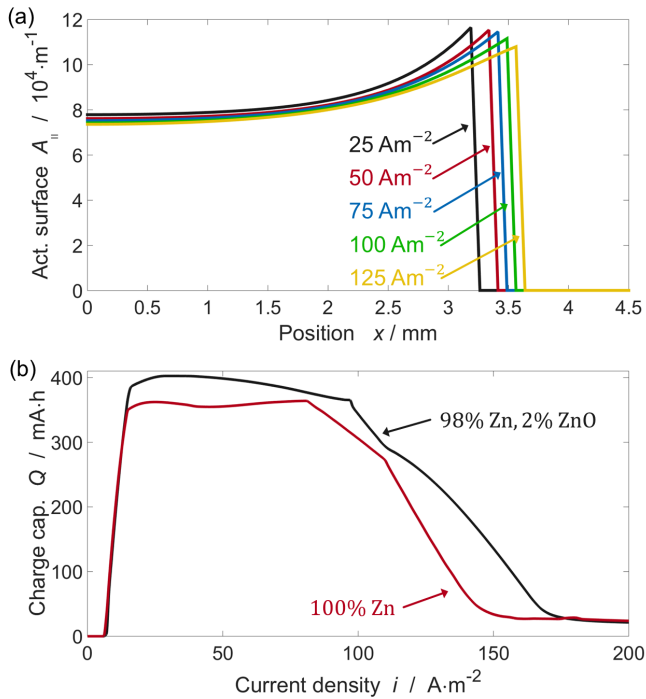 (a)
12
10
8
6
4
2
0
Act. surface A_∥ / 10⁴·m⁻¹
25 Am⁻²
50 Am⁻²
75 Am⁻²
100 Am⁻²
125 Am⁻²
0 0.5 1 1.5 2 2.5 3 3.5 4 4.5
Position x / mm
(b)
400
300
200
100
0
Charge cap. Q / mA·h
98% Zn, 2% ZnO
100% Zn
0 50 100 150 200
Current density i / A·m⁻²